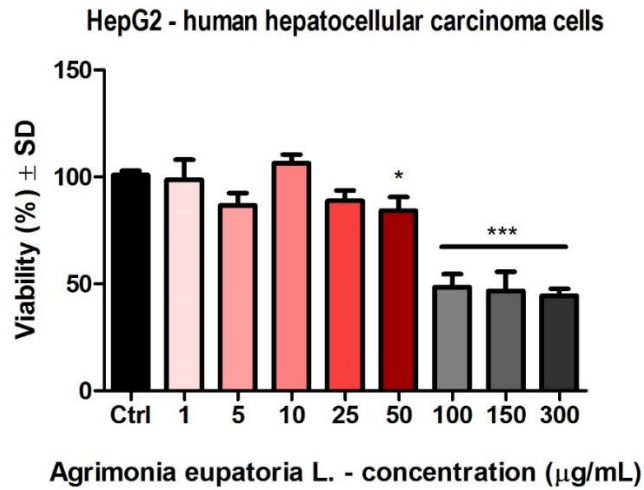 HepG2 - human hepatocellular carcinoma cells
Viability (%) ± SD
150
100
50
0
*
***
Ctrl 1 5 10 25 50 100 150 300
Agrimonia eupatoria L. - concentration (μg/mL)